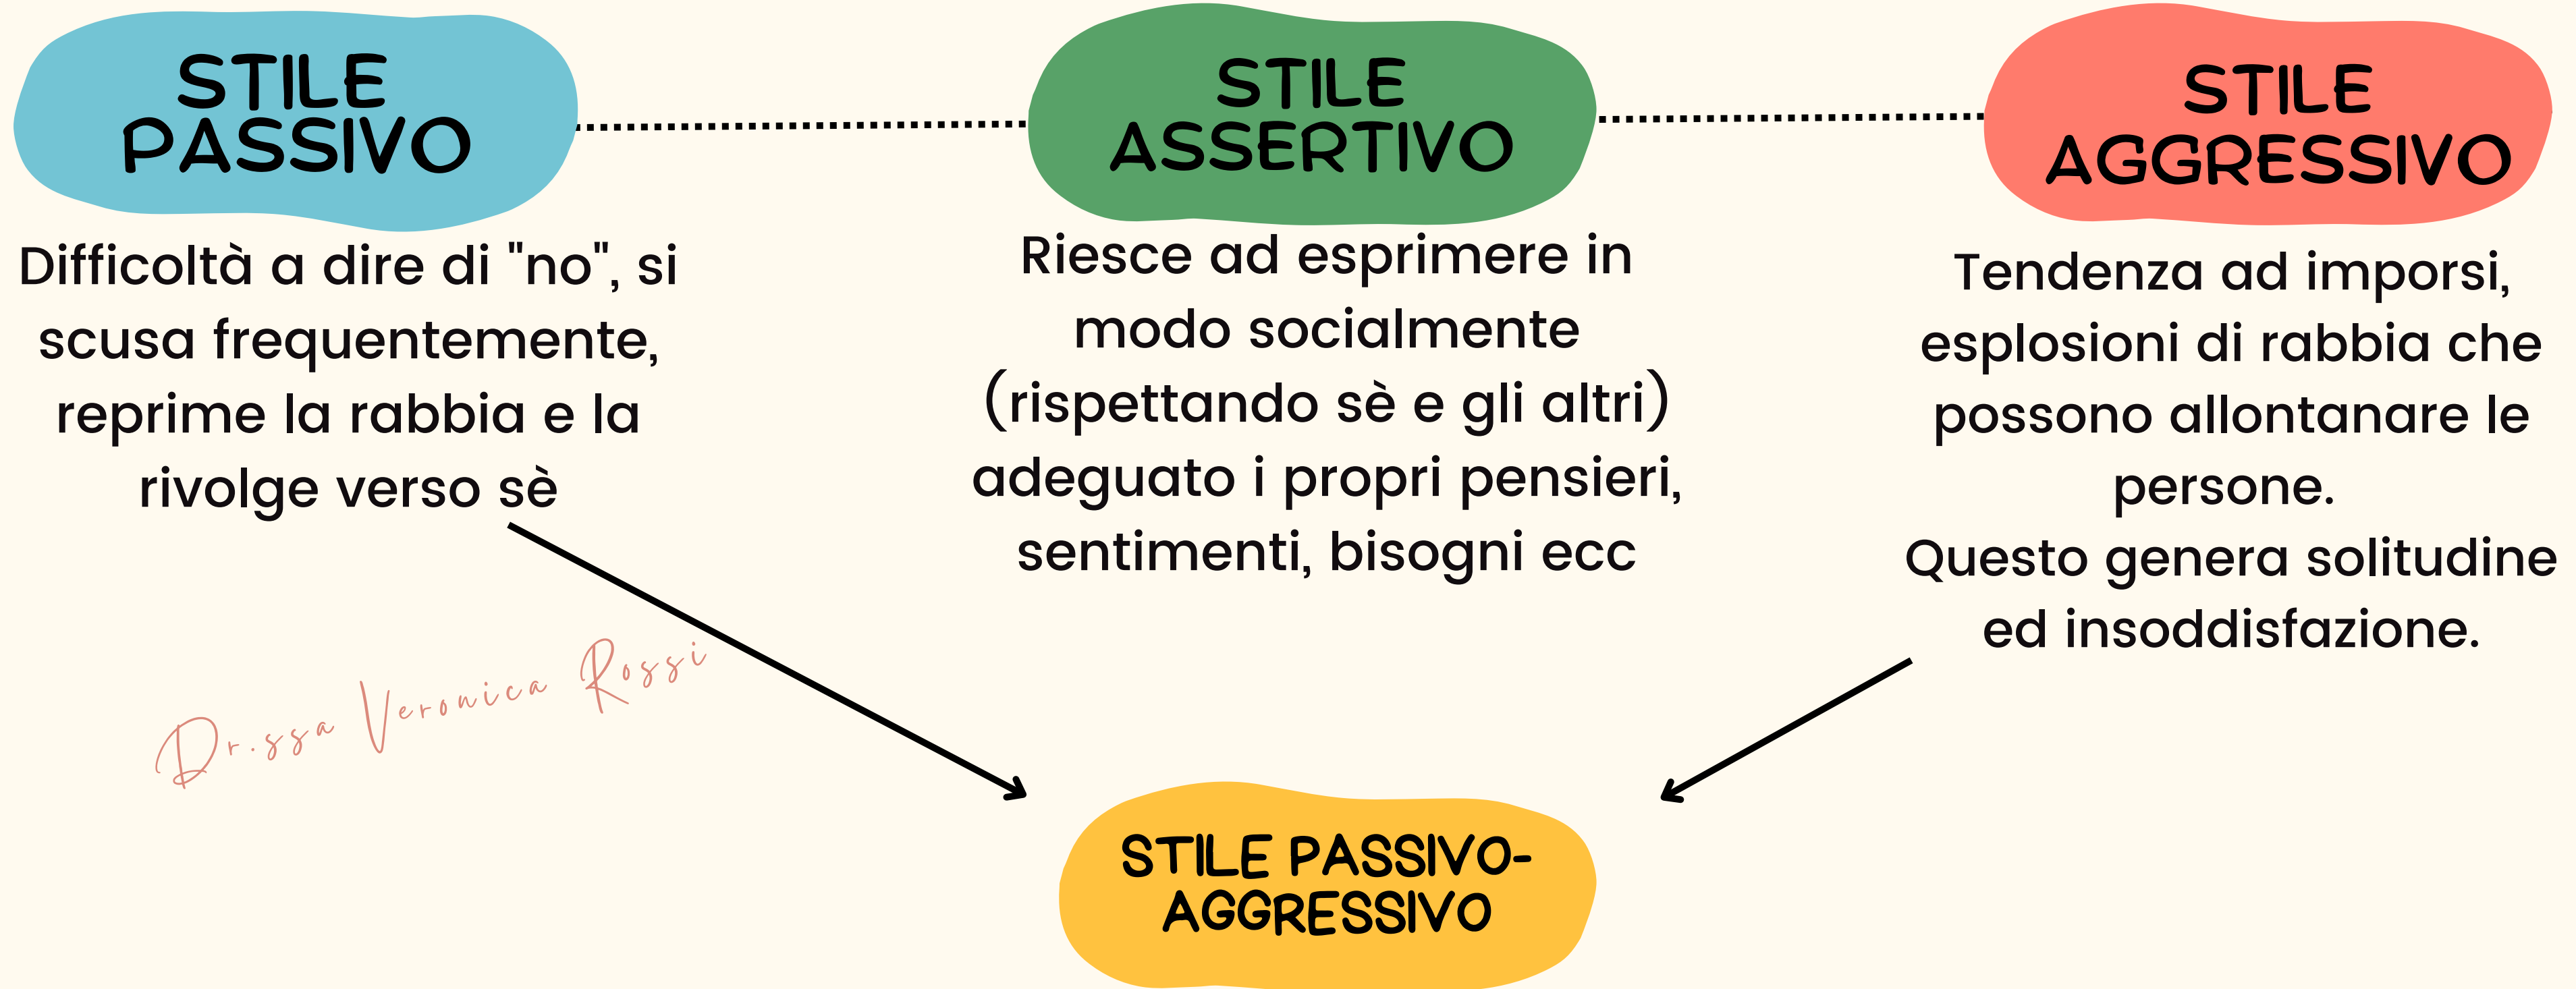 STILE
PASSIVO
Difficoltà a dire di "no", si
scusa frequentemente,
reprime la rabbia e la
rivolge verso sè
STILE
ASSERTIVO
Riesce ad esprimere in
modo socialmente
(rispettando sè e gli altri)
adeguato i propri pensieri,
sentimenti, bisogni ecc
STILE
AGGRESSIVO
Tendenza ad imporsi,
esplosioni di rabbia che
possono allontanare le
persone.
Questo genera solitudine
ed insoddisfazione.
Dr.ssa Veronica Rossi
STILE PASSIVO-
AGGRESSIVO